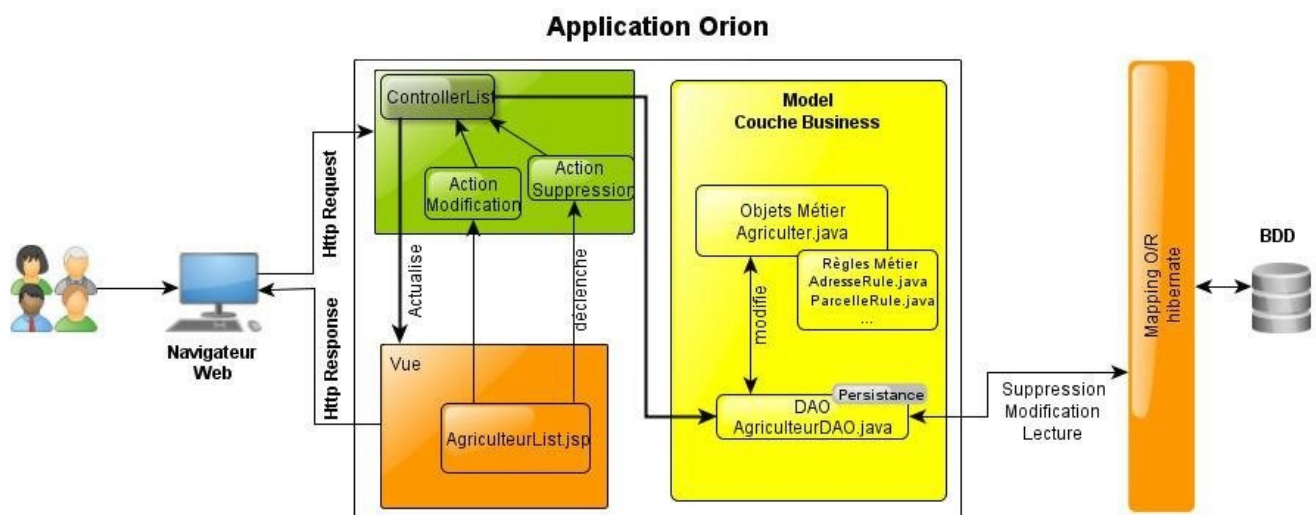 Application Orion
ControllerList
Action
Modification
Action
Suppression
Http Request
Http Response
Actualise
déclenche
Navigateur
Web
Vue
AgriculteurList.jsp
Model
Couche Business
Objets Métier
Agriculter.java
Règles Métier
AdresseRule.java
ParcelleRule.java
...
modifie
Persistance
DAO
AgriculteurDAO.java
Suppression
Modification
Lecture
Mapping O/R
hibernate
BDD